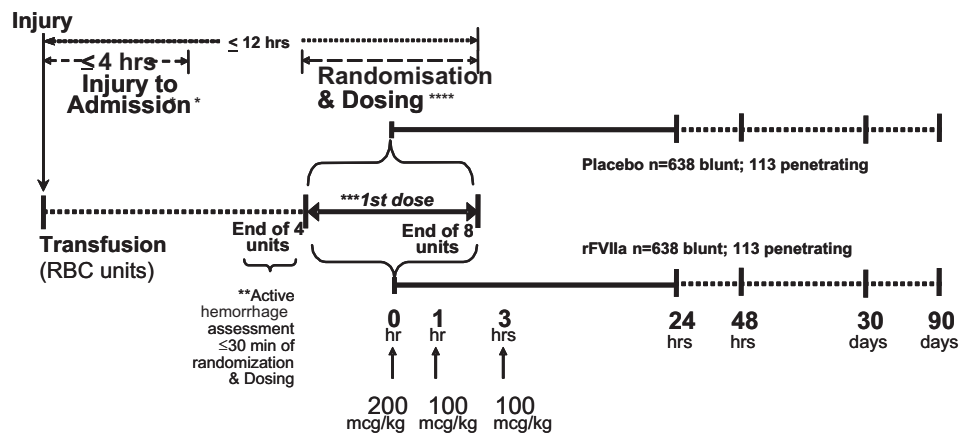 Injury
≤ 12 hrs
≤ 4 hrs
Injury to
Admission *
Randomisation
& Dosing ****
Placebo n=638 blunt; 113 penetrating
***1st dose
End of 4
units
End of 8
units
Transfusion
(RBC units)
rFVIIa n=638 blunt; 113 penetrating
**Active
hemorrhage
assessment
≤30 min of
randomization
& Dosing
0
hr
1
hr
3
hrs
24
hrs
48
hrs
30
days
90
days
200
mcg/kg
100
mcg/kg
100
mcg/kg